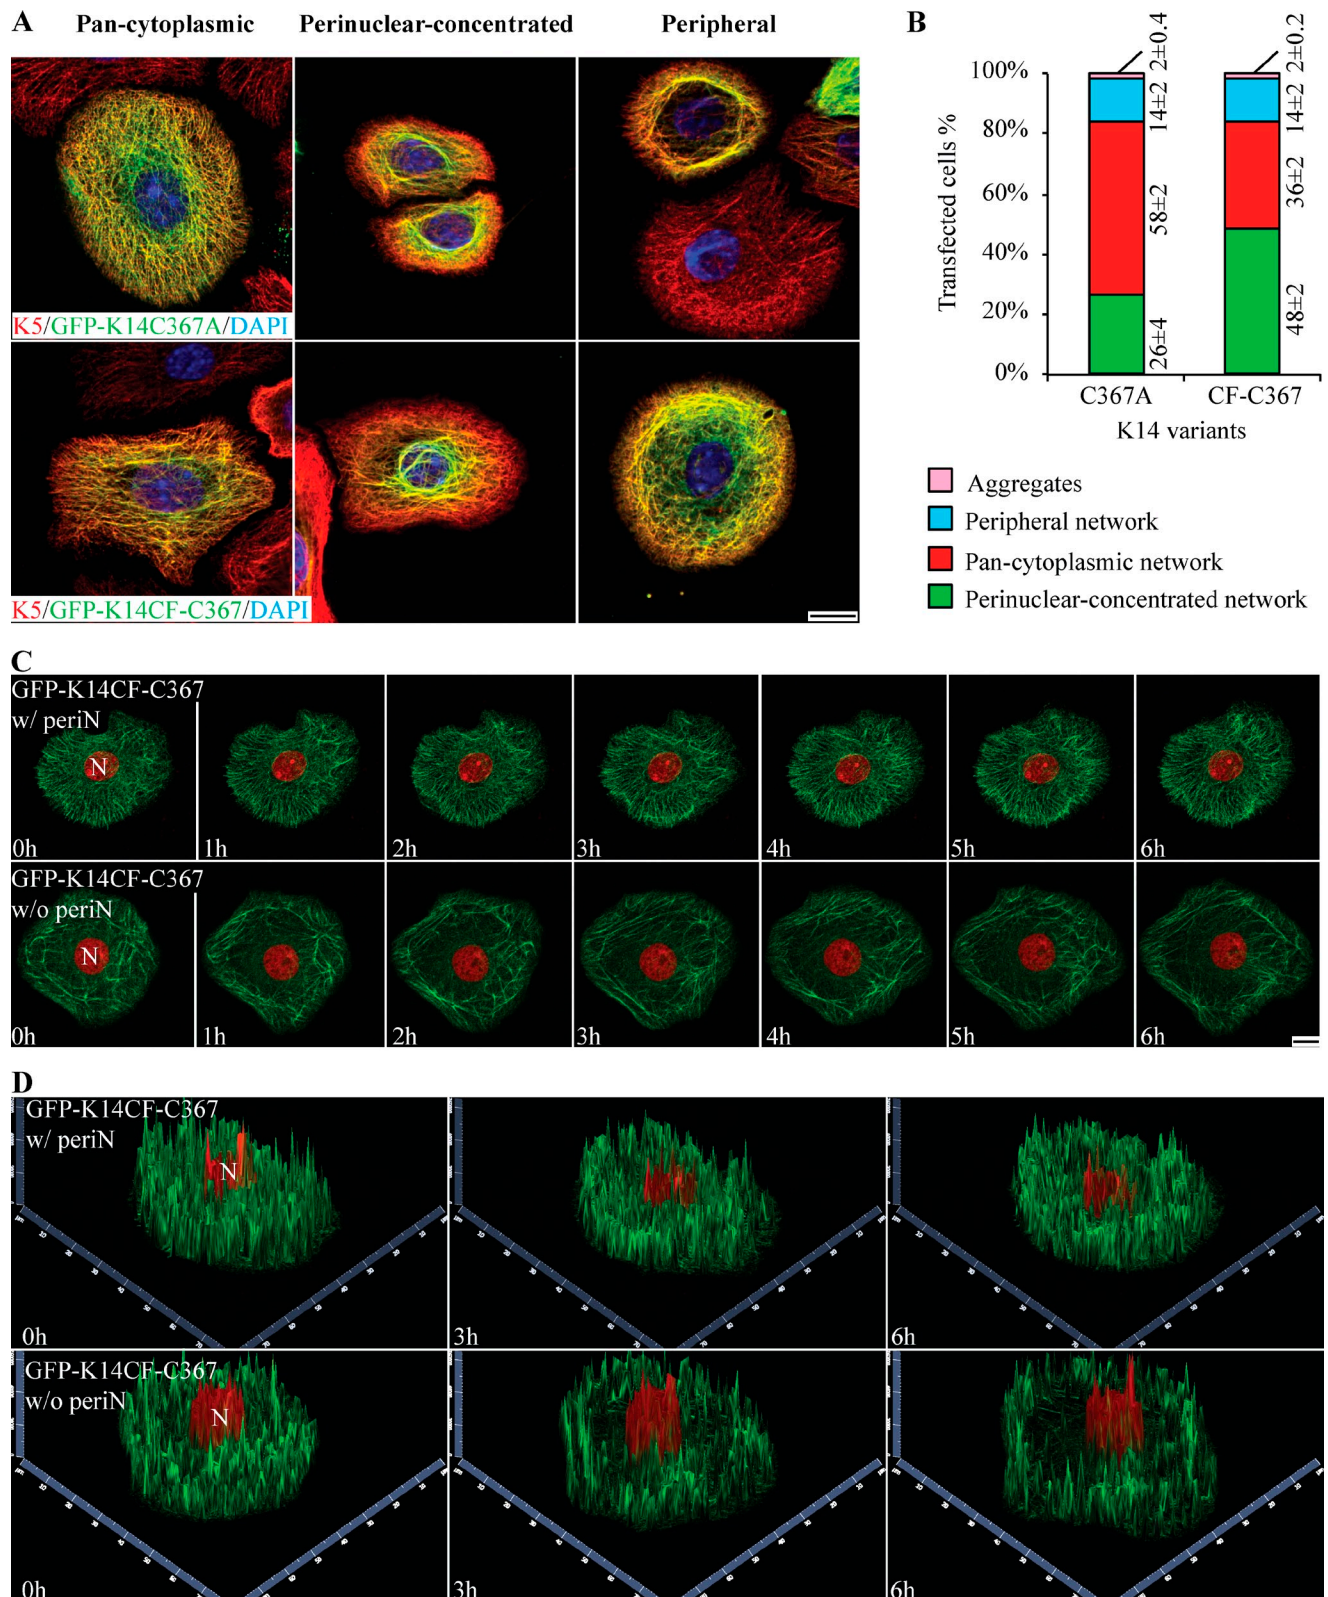 A
Pan-cytoplasmic
Perinuclear-concentrated
Peripheral
K5/GFP-K14C367A/DAPI
K5/GFP-K14CF-C367/DAPI
B
Transfected cells %
100%
80%
60%
40%
20%
0%
26±4
58±2
14±2
2±0.4
48±2
36±2
14±2
2±0.2
C367A
CF-C367
K14 variants
Aggregates
Peripheral network
Pan-cytoplasmic network
Perinuclear-concentrated network
C
GFP-K14CF-C367
w/ periN
N
0h
1h
2h
3h
4h
5h
6h
GFP-K14CF-C367
w/o periN
N
0h
1h
2h
3h
4h
5h
6h
D
GFP-K14CF-C367
w/ periN
N
0h
3h
6h
GFP-K14CF-C367
w/o periN
N
0h
3h
6h